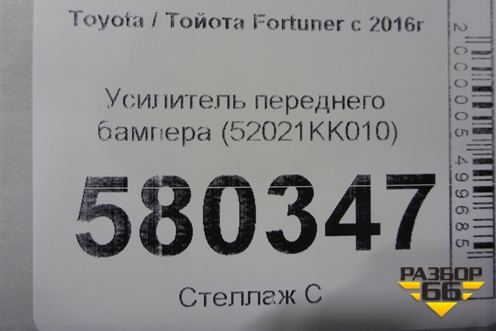 Toyota / Тойота Fortuner с 2016г
Усилитель переднего
бампера (52021KK010)
580347
Стеллаж С
2000005499685
РАЗБОР
66